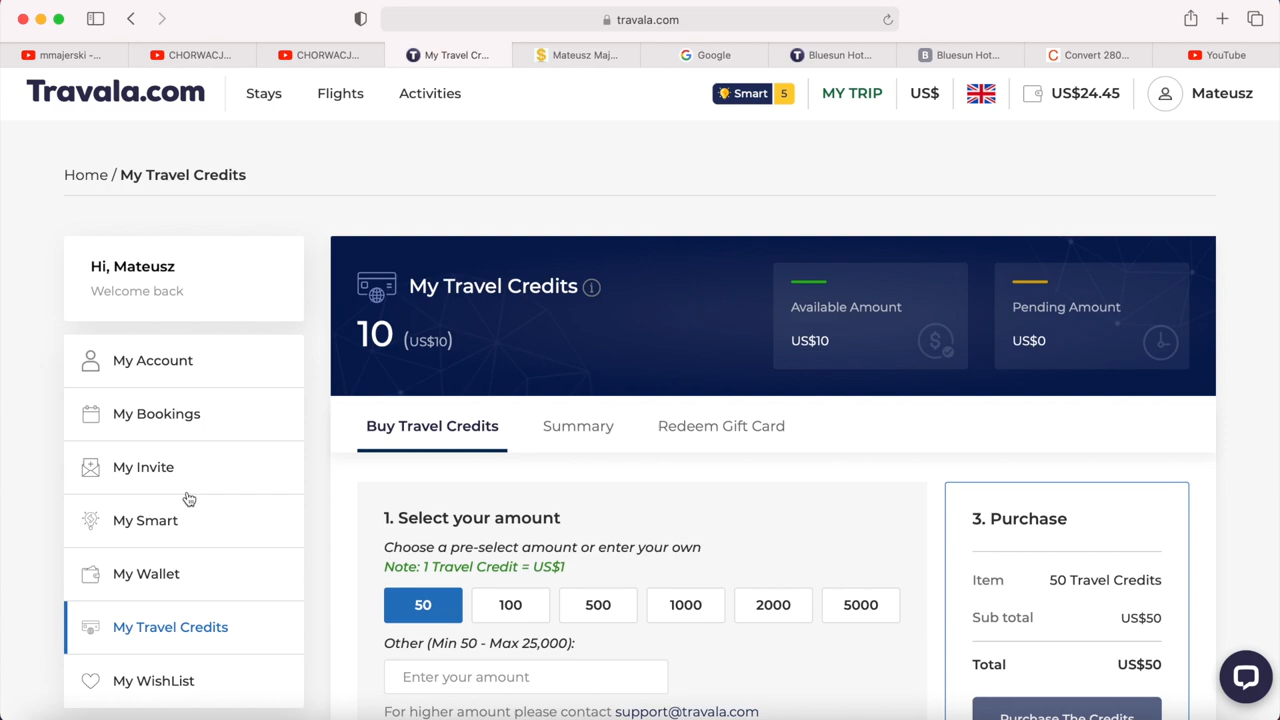 travala.com
mmajerski -...
CHORWACJ...
CHORWACJ...
My Travel Cr...
Mateusz Maj...
Google
Bluesun Hot...
Bluesun Hot...
Convert 280...
YouTube
Travala.com
Stays
Flights
Activities
Smart 5
MY TRIP
US$
US$24.45
Mateusz
Home / My Travel Credits
Hi, Mateusz
Welcome back
My Account
My Bookings
My Invite
My Smart
My Wallet
My Travel Credits
My WishList
My Travel Credits
10 (US$10)
Available Amount
US$10
Pending Amount
US$0
Buy Travel Credits
Summary
Redeem Gift Card
1. Select your amount
Choose a pre-select amount or enter your own
Note: 1 Travel Credit = US$1
50
100
500
1000
2000
5000
Other (Min 50 - Max 25,000):
Enter your amount
For higher amount please contact support@travala.com
3. Purchase
Item 50 Travel Credits
Sub total US$50
Total US$50
Purchase The Credits